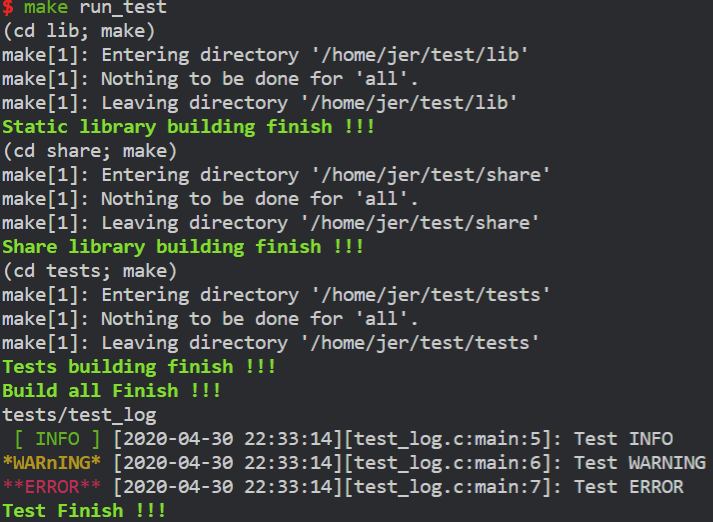 $ make run_test
(cd lib; make)
make[1]: Entering directory '/home/jer/test/lib'
make[1]: Nothing to be done for 'all'.
make[1]: Leaving directory '/home/jer/test/lib'
Static library building finish !!!
(cd share; make)
make[1]: Entering directory '/home/jer/test/share'
make[1]: Nothing to be done for 'all'.
make[1]: Leaving directory '/home/jer/test/share'
Share library building finish !!!
(cd tests; make)
make[1]: Entering directory '/home/jer/test/tests'
make[1]: Nothing to be done for 'all'.
make[1]: Leaving directory '/home/jer/test/tests'
Tests building finish !!!
Build all Finish !!!
tests/test_log
 [ INFO ] [2020-04-30 22:33:14][test_log.c:main:5]: Test INFO
*WARnING* [2020-04-30 22:33:14][test_log.c:main:6]: Test WARNING
**ERROR** [2020-04-30 22:33:14][test_log.c:main:7]: Test ERROR
Test Finish !!!